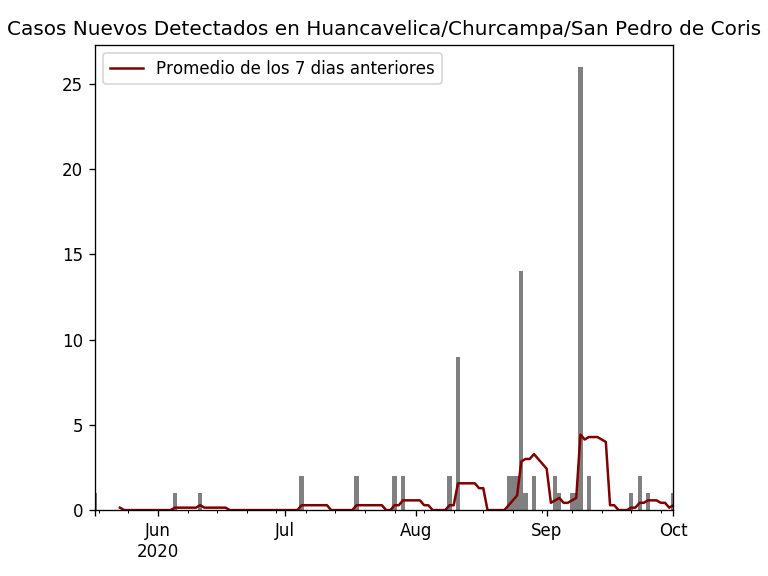 Casos Nuevos Detectados en Huancavelica/Churcampa/San Pedro de Coris
Promedio de los 7 dias anteriores
25
20
15
10
5
0
Jun Jul Aug Sep Oct
2020